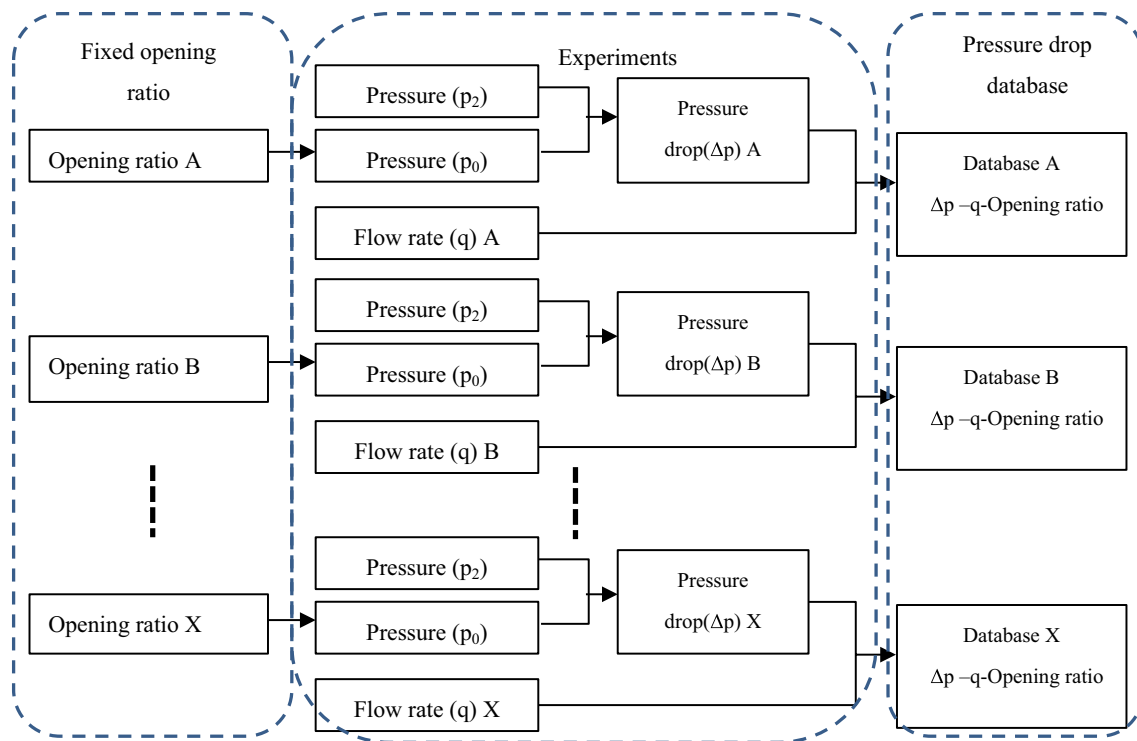 Fixed opening
ratio
Experiments
Pressure drop
database
Opening ratio A
Pressure (p₂)
Pressure (p₀)
Flow rate (q) A
Pressure
drop(Δp) A
Database A
Δp –q-Opening ratio
Opening ratio B
Pressure (p₂)
Pressure (p₀)
Flow rate (q) B
Pressure
drop(Δp) B
Database B
Δp –q-Opening ratio
Opening ratio X
Pressure (p₂)
Pressure (p₀)
Flow rate (q) X
Pressure
drop(Δp) X
Database X
Δp –q-Opening ratio